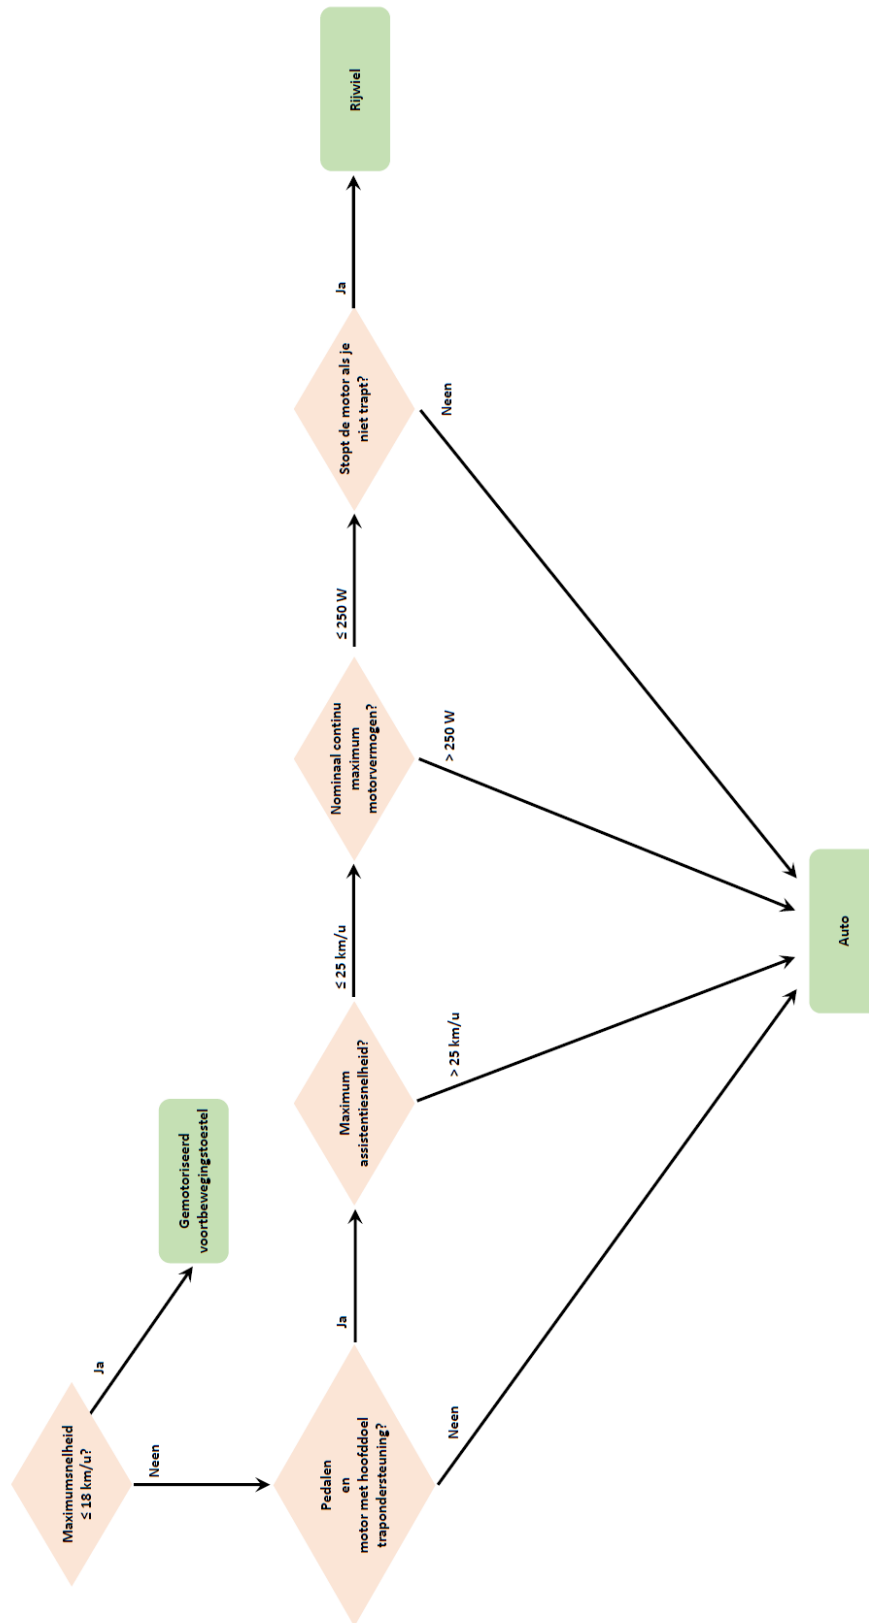 Maximumsnelheid
≤ 18 km/u?
Ja
Gemotoriseerd
voortbewegingstoestel
Neen
Pedalen
en
motor met hoofddoel
trapondersteuning?
Ja
Maximum
assistentiesnelheid?
≤ 25 km/u
Nominaal continu
maximum
motorvermogen?
≤ 250 W
Stopt de motor als je
niet trapt?
Ja
Rijwiel
Neen
> 25 km/u
> 250 W
Neen
Auto